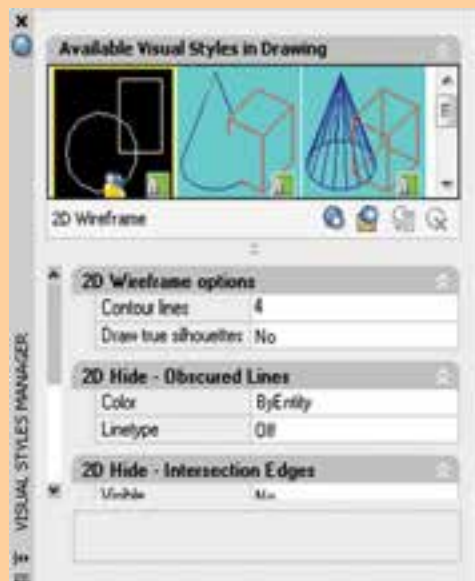 Available Visual Styles in Drawing
2D Wireframe
2D Wireframe options
Contour lines 4
Draw true silhouettes No
2D Hide - Obscured Lines
Color ByEntity
Linetype Off
2D Hide - Intersection Edges
Visible No
VISUAL STYLES MANAGER